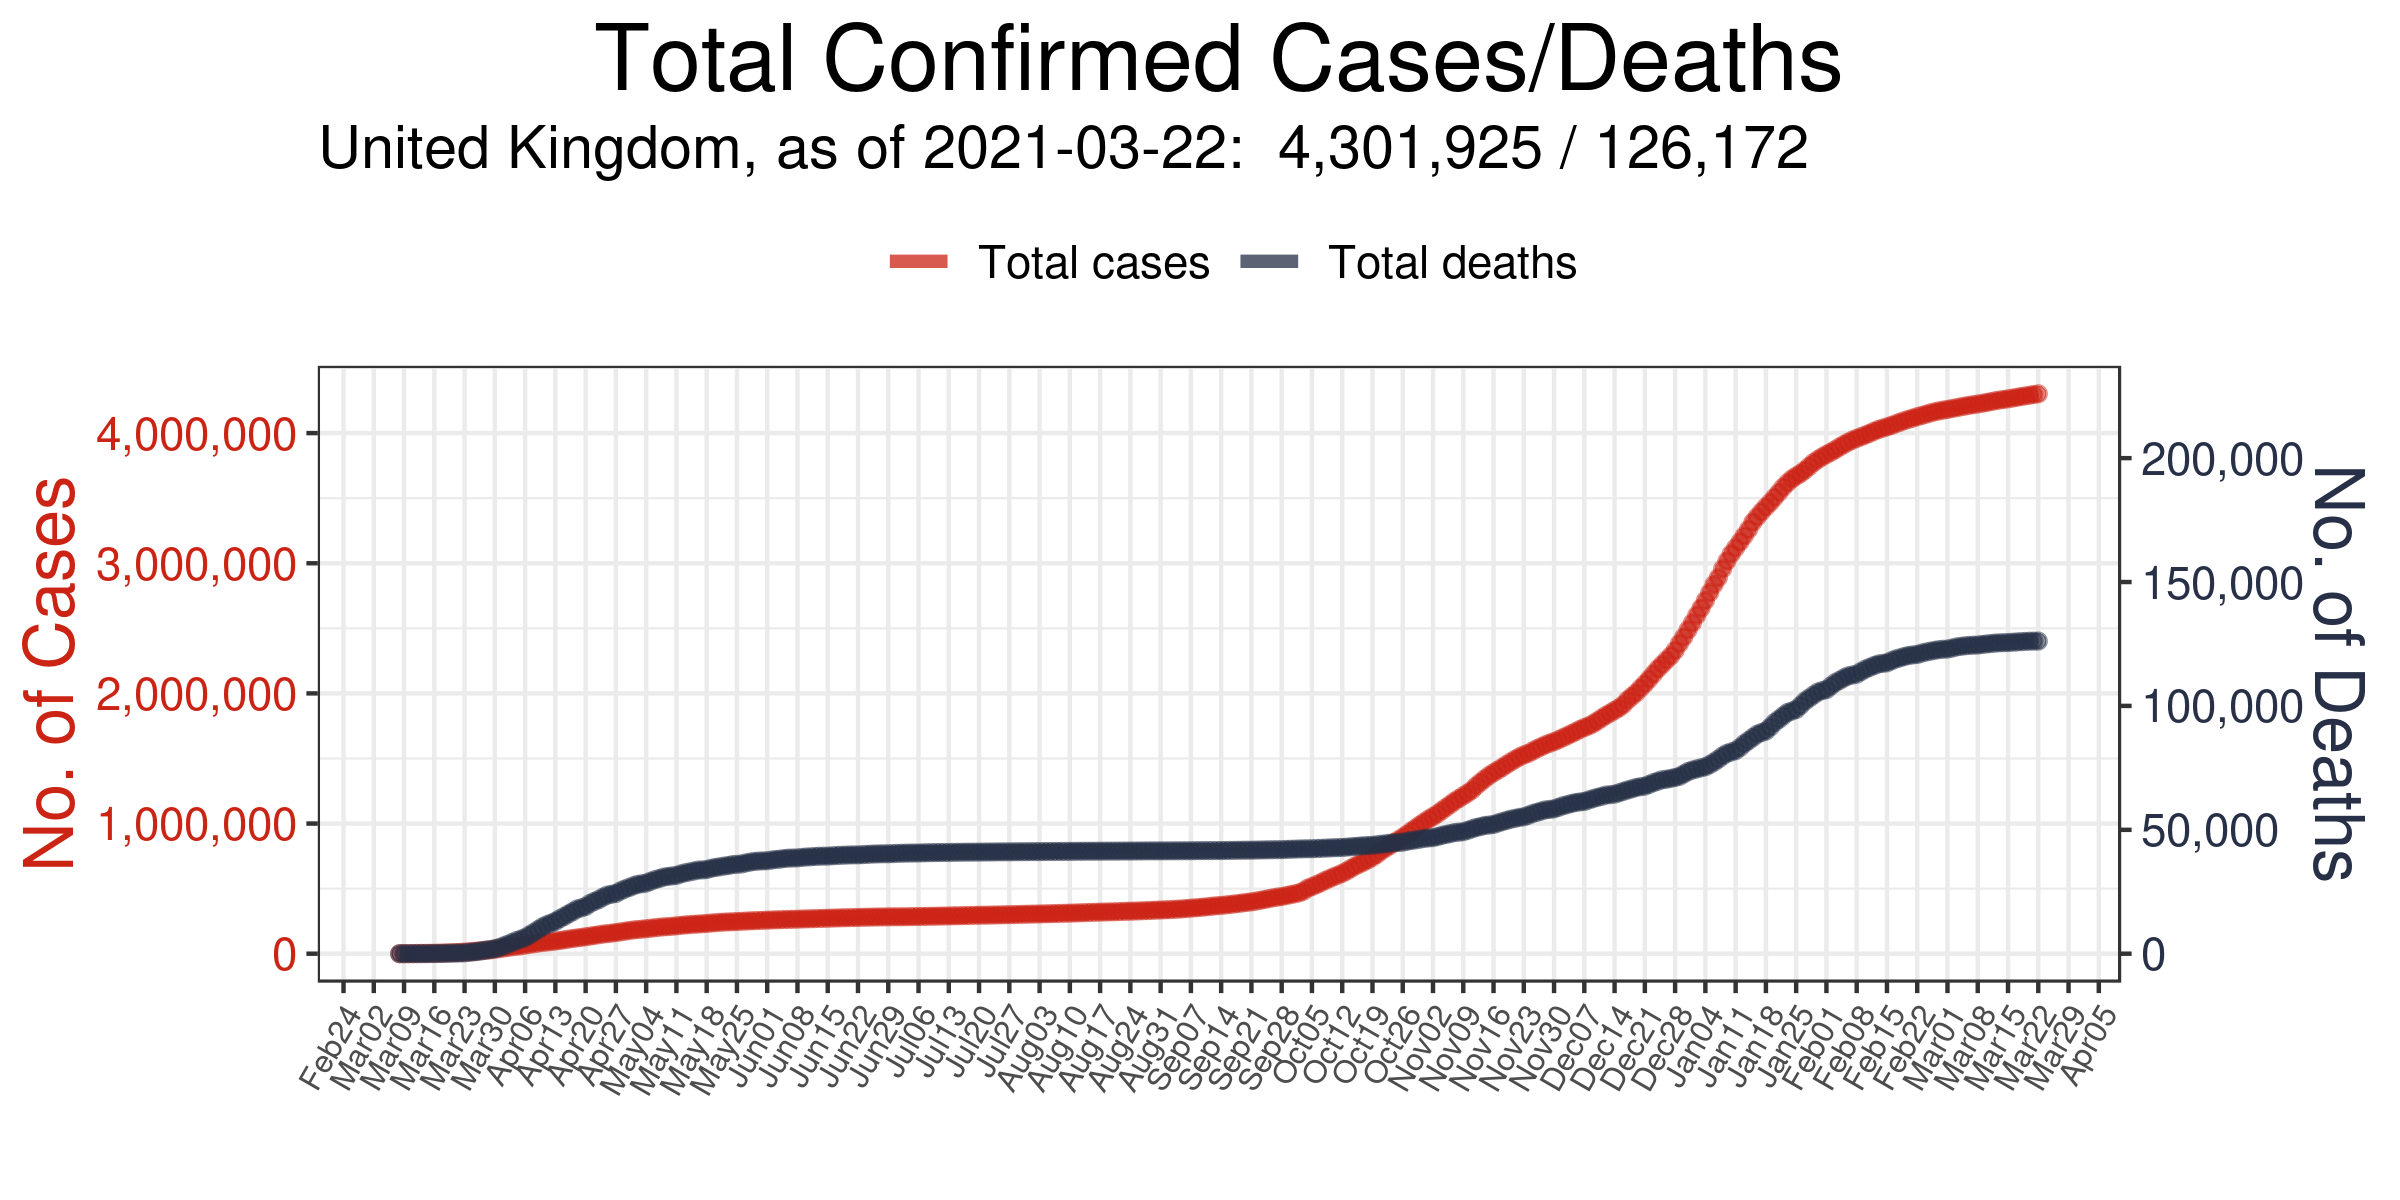 Total Confirmed Cases/Deaths
United Kingdom, as of 2021-03-22:  4,301,925 / 126,172
Total cases
Total deaths
No. of Cases
4,000,000
3,000,000
2,000,000
1,000,000
0
200,000
150,000
100,000
50,000
0
No. of Deaths
Feb24
Mar02
Mar09
Mar16
Mar23
Mar30
Apr06
Apr13
Apr20
Apr27
May04
May11
May18
May25
Jun01
Jun08
Jun15
Jun22
Jun29
Jul06
Jul13
Jul20
Jul27
Aug03
Aug10
Aug17
Aug24
Aug31
Sep07
Sep14
Sep21
Sep28
Oct05
Oct12
Oct19
Oct26
Nov02
Nov09
Nov16
Nov23
Nov30
Dec07
Dec14
Dec21
Dec28
Jan04
Jan11
Jan18
Jan25
Feb01
Feb08
Feb15
Feb22
Mar01
Mar08
Mar15
Mar22
Mar29
Apr05